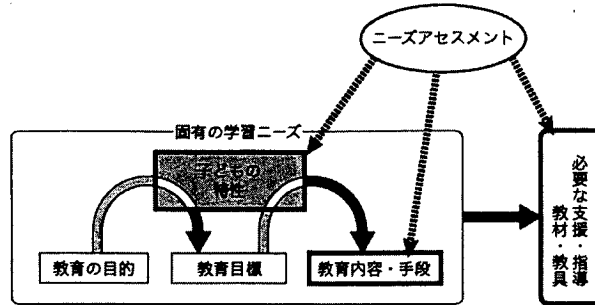 ニーズアセスメント
固有の学習ニーズ
子どもの
特性
教育の目的
教育目標
教育内容・手段
必要な支援・指導
教材・教具